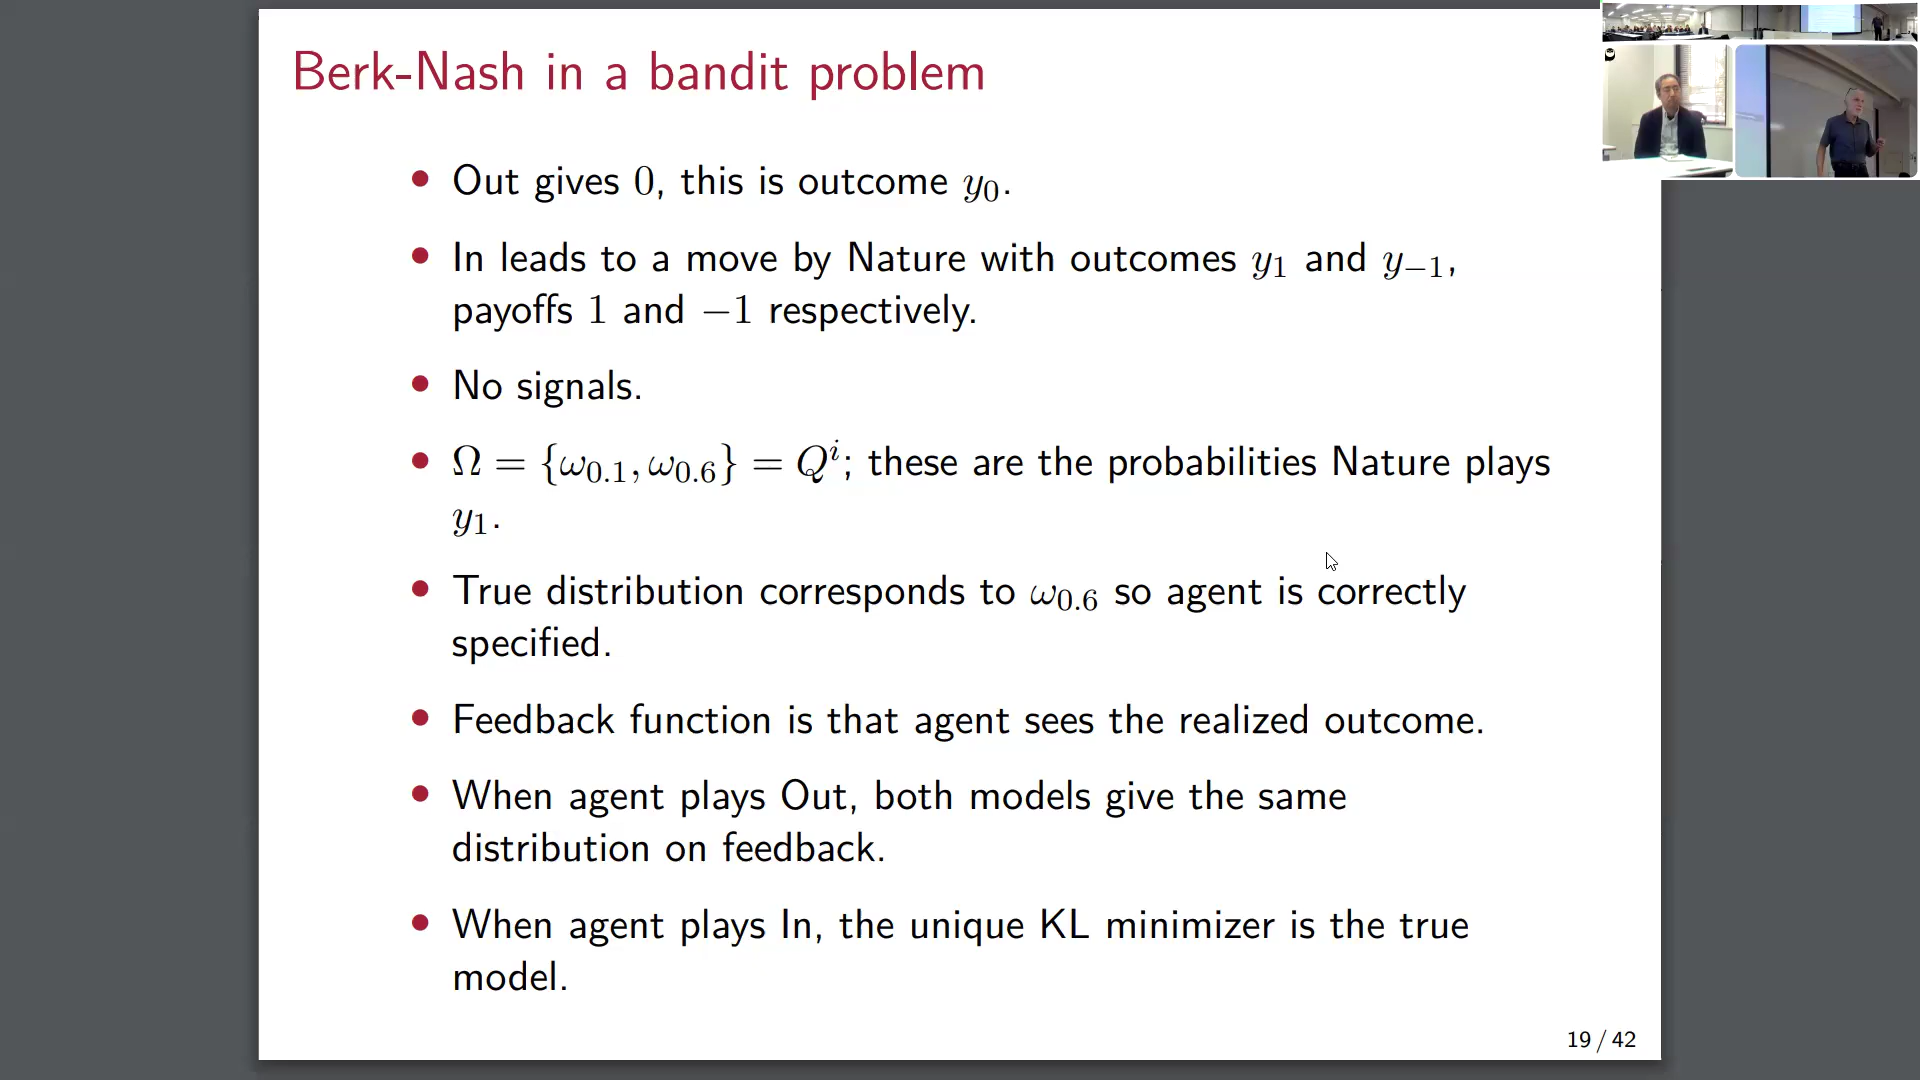 Berk-Nash in a bandit problem
• Out gives 0, this is outcome y₀.
• In leads to a move by Nature with outcomes y₁ and y₋₁,
payoffs 1 and −1 respectively.
• No signals.
• Ω = {ω₀.₁, ω₀.₆} = Qⁱ; these are the probabilities Nature plays
y₁.
• True distribution corresponds to ω₀.₆ so agent is correctly
specified.
• Feedback function is that agent sees the realized outcome.
• When agent plays Out, both models give the same
distribution on feedback.
• When agent plays In, the unique KL minimizer is the true
model.
19 / 42